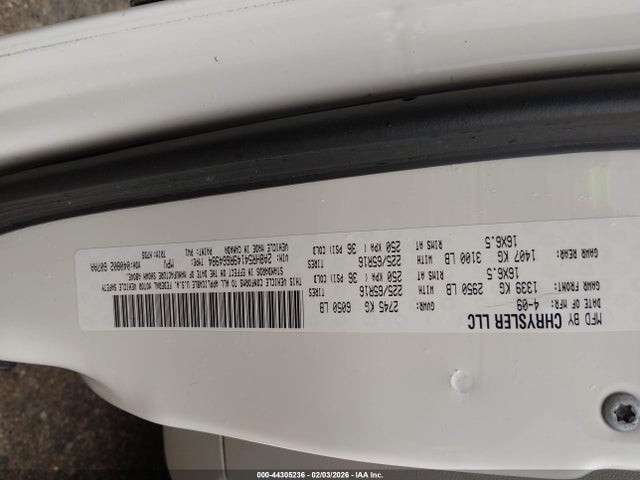 MFD BY CHRYSLER LLC
DATE OF MFR: 4-09
GVWR: 2745 KG 6050 LB
GAWR FRONT: 1339 KG 2950 LB WITH 225/65R16 TIRES
16X6.5 RIMS AT 250 KPA ( 36 PSI) COLD
GAWR REAR: 1407 KG 3100 LB WITH 225/65R16 TIRES
16X6.5 RIMS AT 250 KPA ( 36 PSI) COLD
THIS VEHICLE CONFORMS TO ALL APPLICABLE U.S.A. FEDERAL MOTOR VEHICLE SAFETY
STANDARDS IN EFFECT ON THE DATE OF MANUFACTURE SHOWN ABOVE.
VIN: TYPE: MPV
VEHICLE MADE IN CANADA PAINT: TRIM:
MDH:
000-44305236 - 02/03/2026 - IAA Inc.